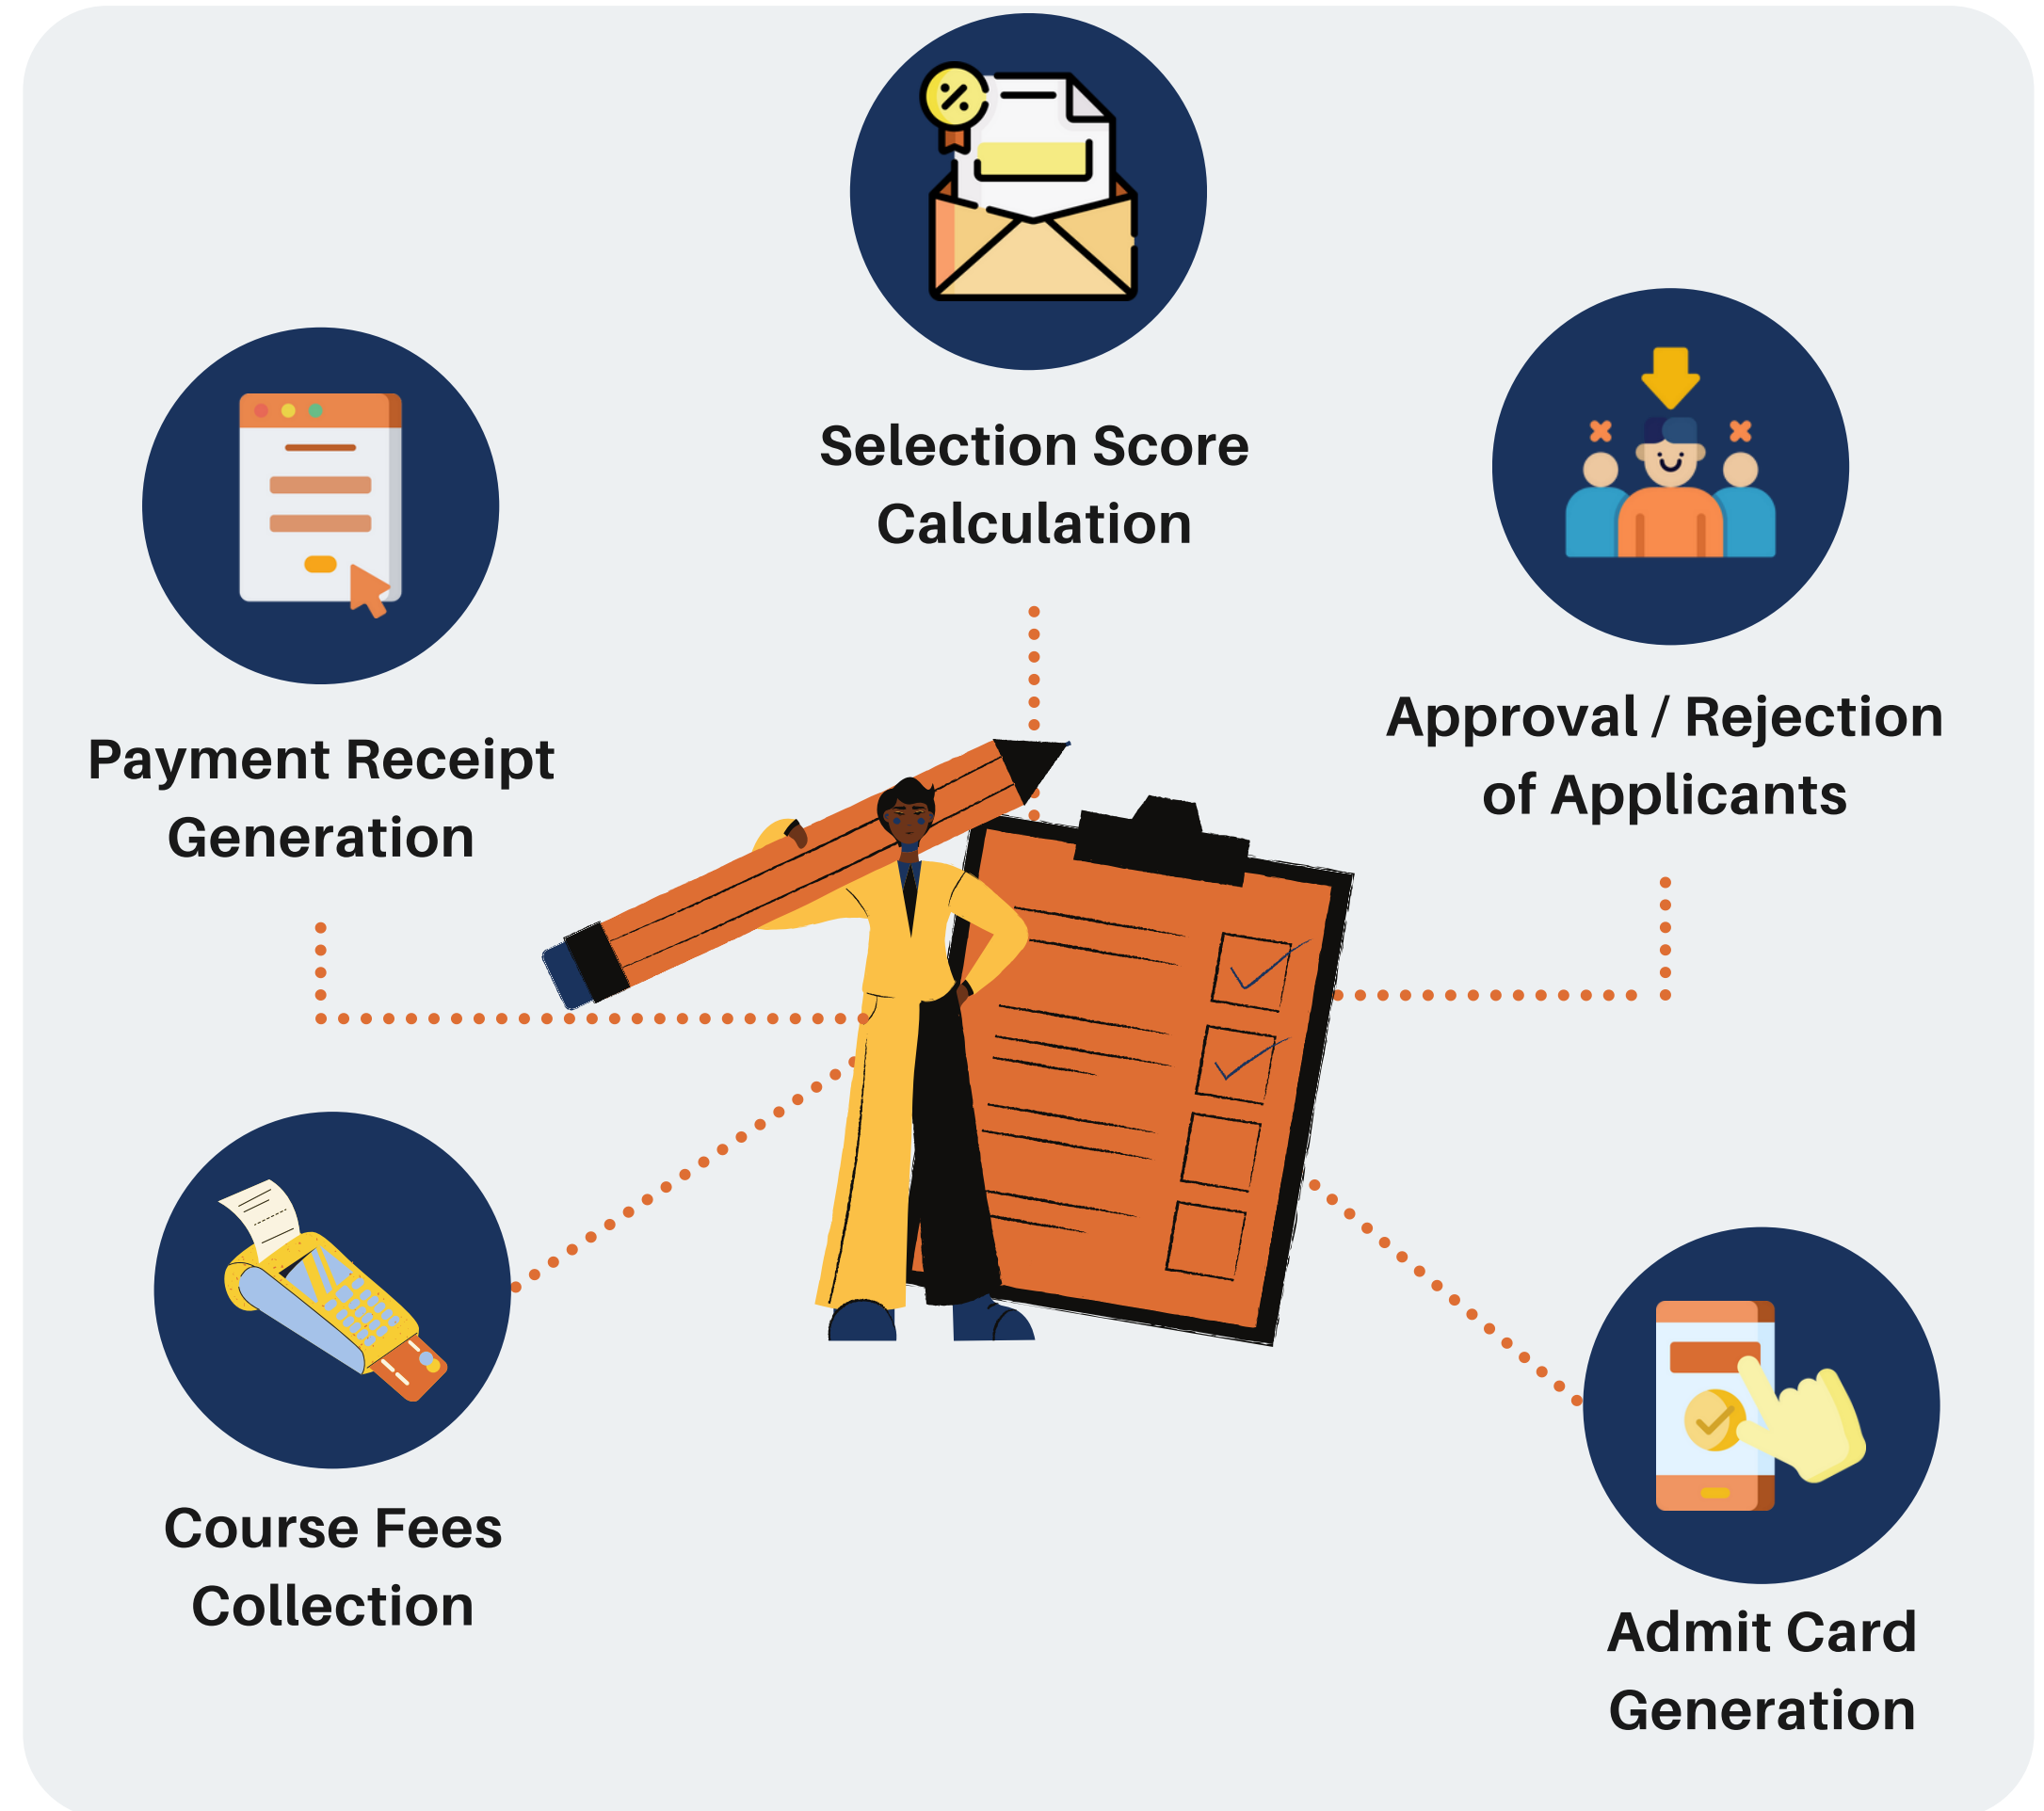 Selection Score
Calculation
Payment Receipt
Generation
Approval / Rejection
of Applicants
Course Fees
Collection
Admit Card
Generation